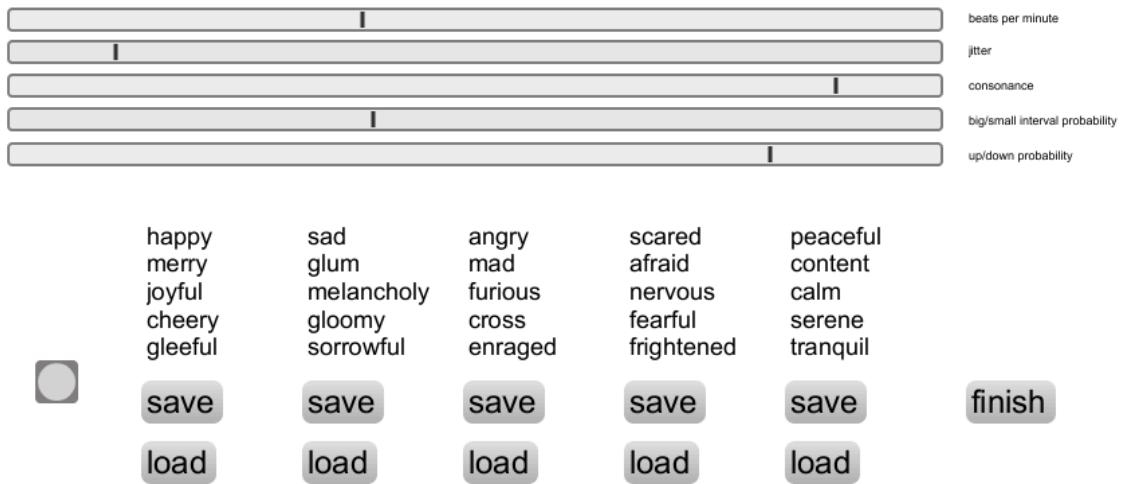 beats per minute
jitter
consonance
big/small interval probability
up/down probability
happy sad angry scared peaceful
merry glum mad afraid content
joyful melancholy furious nervous calm
cheery gloomy cross fearful serene
gleeful sorrowful enraged frightened tranquil
save save save save save finish
load load load load load